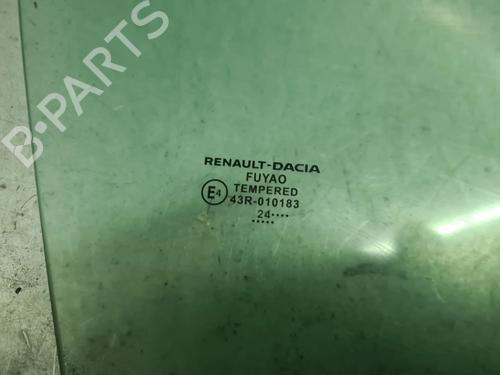 RENAULT-DACIA
FUYAO
E4 TEMPERED
43R-010183
24••••
•••••
B-PARTS